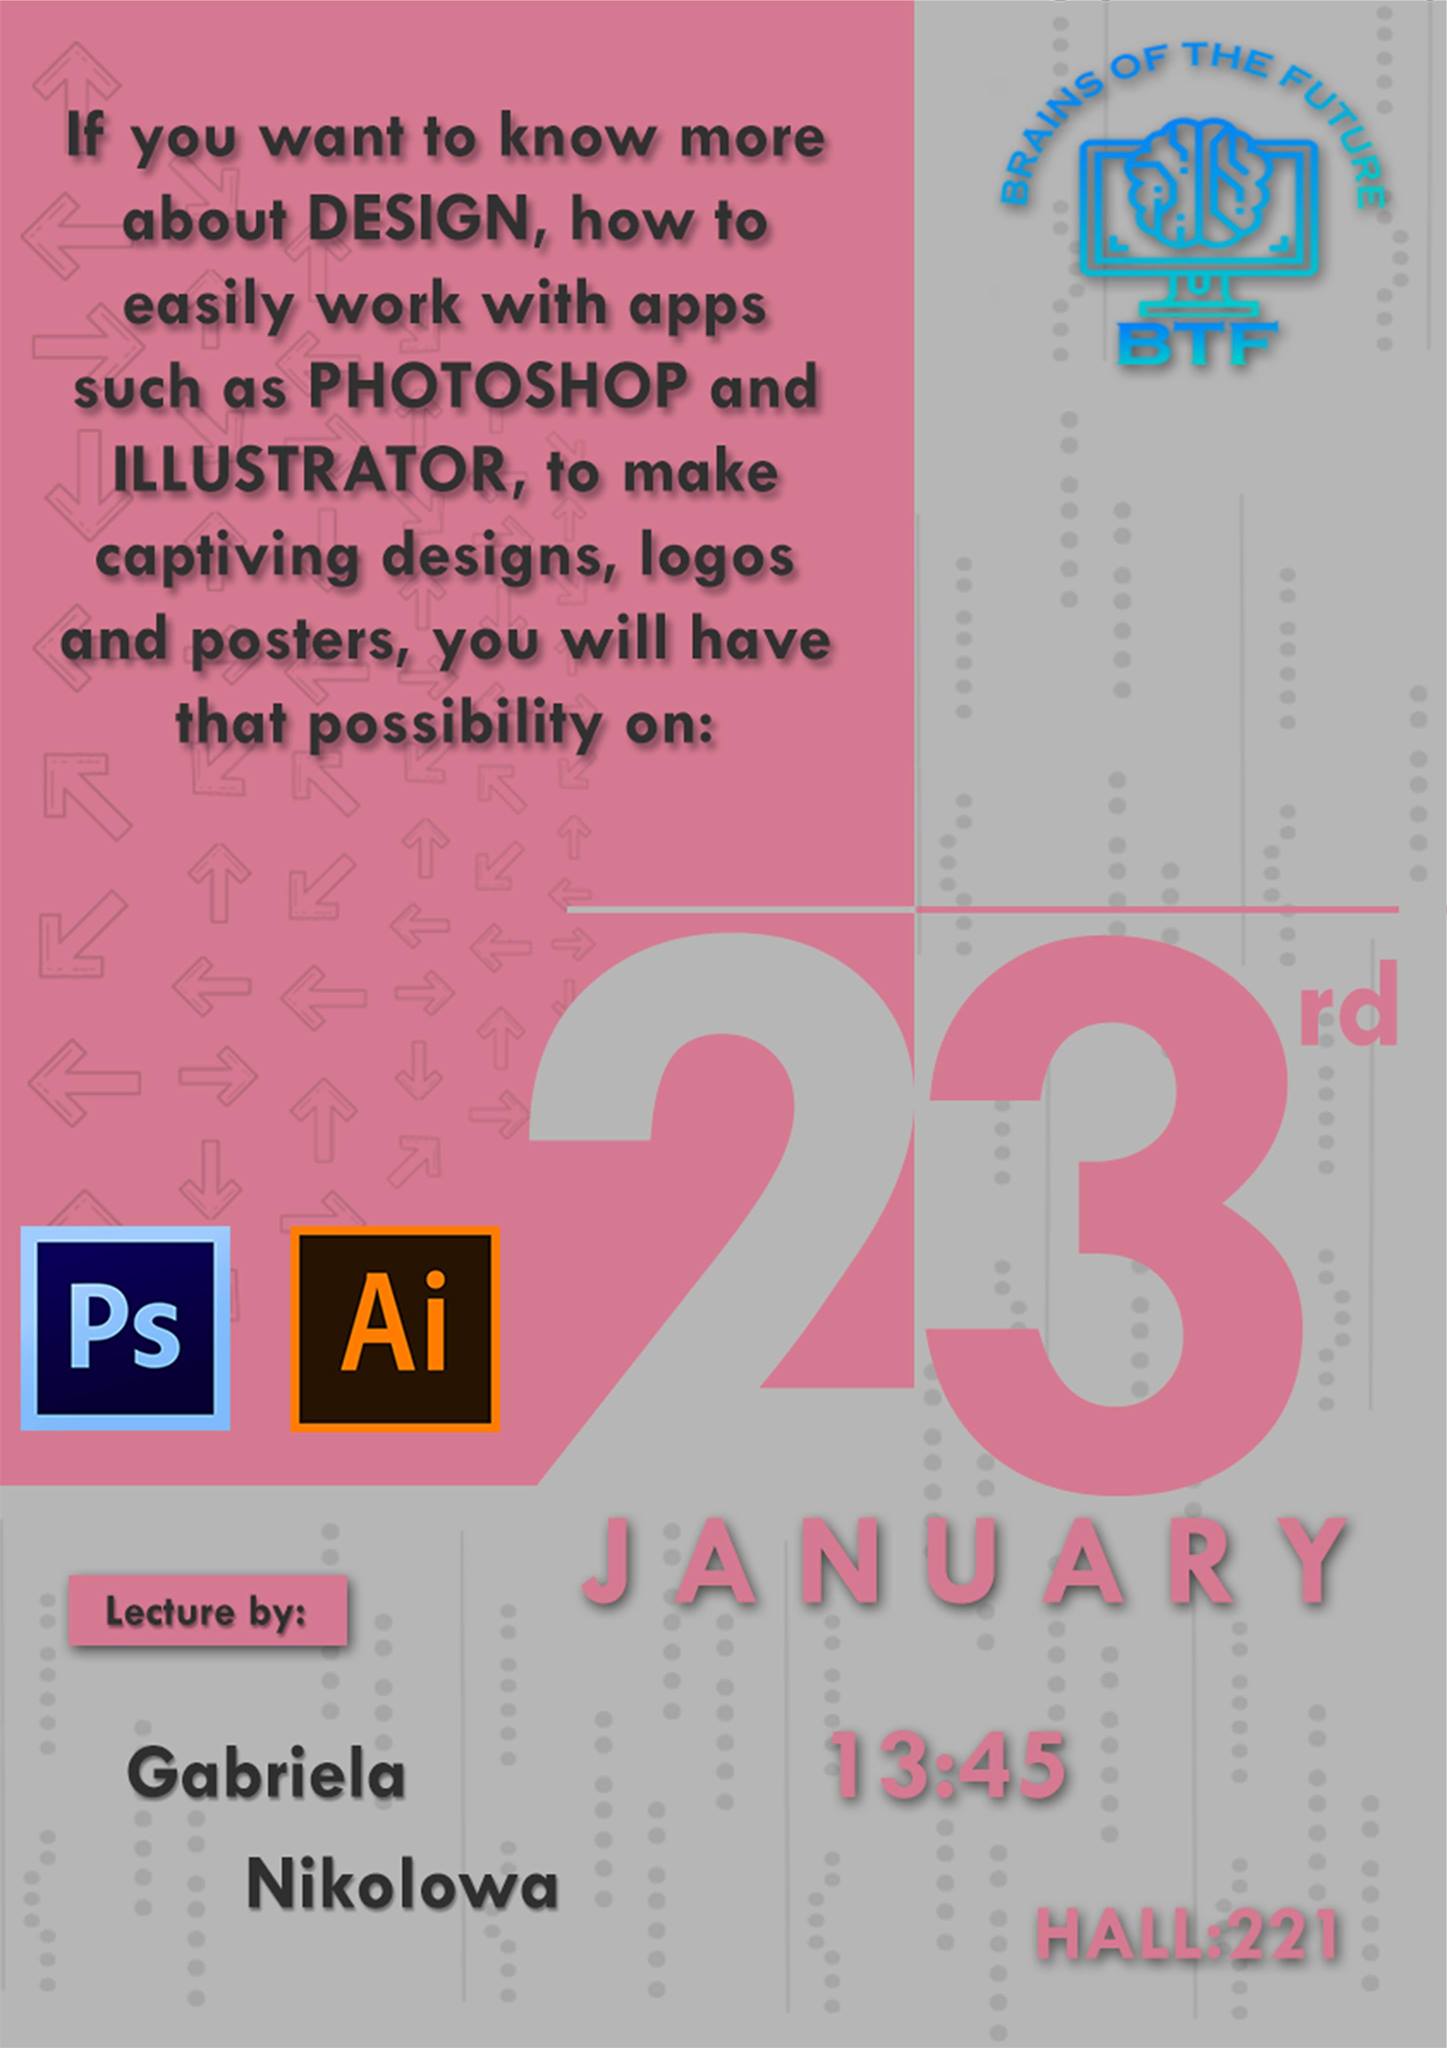 BRAINS OF THE FUTURE
BTF
If you want to know more
about DESIGN, how to
easily work with apps
such as PHOTOSHOP and
ILLUSTRATOR, to make
captiving designs, logos
and posters, you will have
that possibility on:
23rd
JANUARY
Ps
Ai
Lecture by:
Gabriela
Nikolowa
13:45
HALL:221